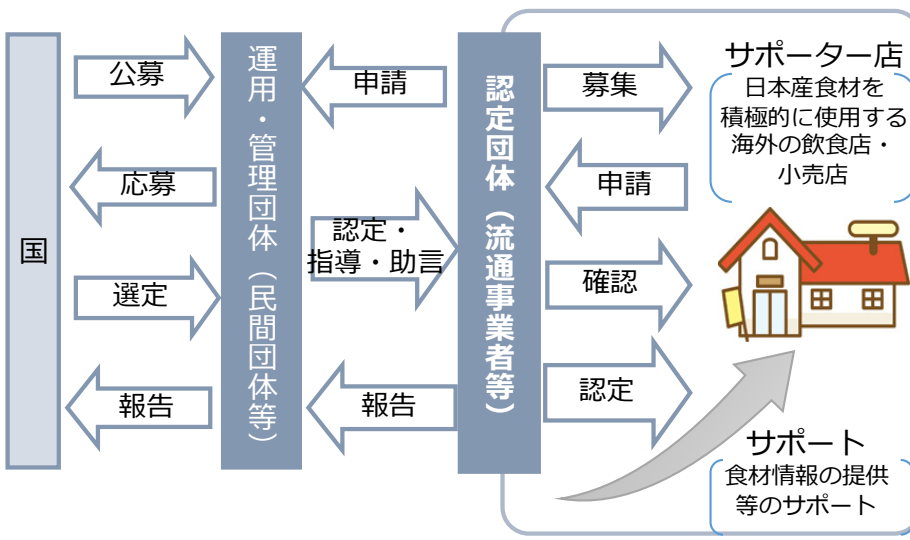 国
公募
応募
選定
報告
運用・管理団体（民間団体等）
申請
認定・
指導・助言
報告
認定団体（流通事業者等）
募集
申請
確認
認定
サポーター店
日本産食材を
積極的に使用する
海外の飲食店・
小売店
サポート
食材情報の提供
等のサポート